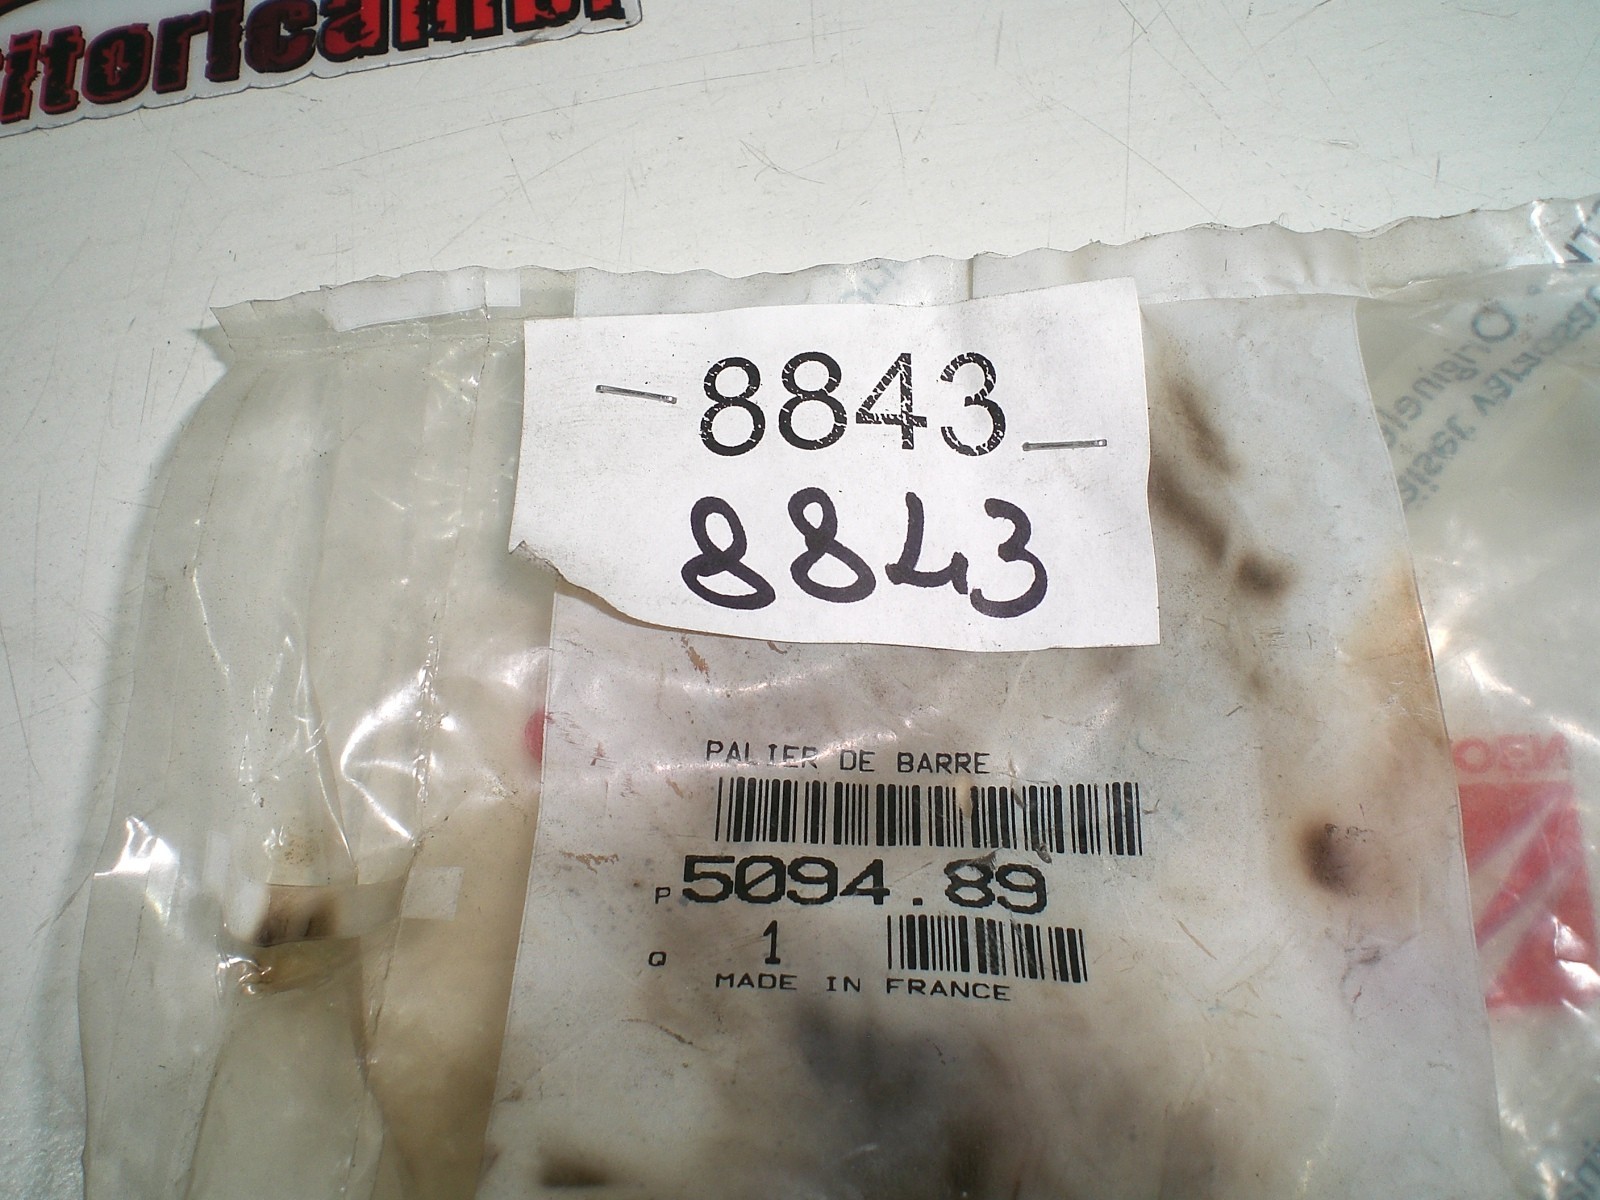 8843
8843
PALIER DE BARRE
P 5094.89
Q 1
MADE IN FRANCE